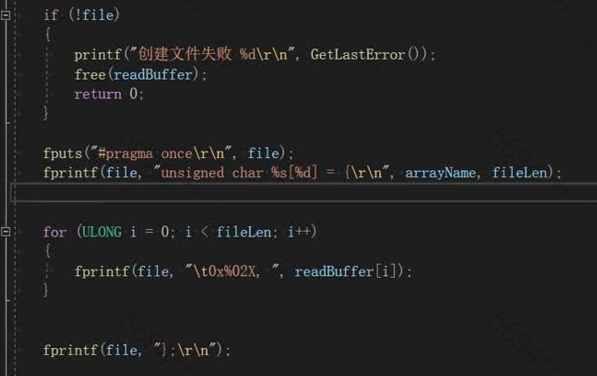 if (!file)
{
printf("创建文件失败 %d\r\n", GetLastError());
free(readBuffer);
return 0;
}
fputs("#pragma once\r\n", file);
fprintf(file, "unsigned char %s[%d] = {\r\n", arrayName, fileLen);
for (ULONG i = 0; i < fileLen; i++)
{
fprintf(file, "\t0x%02X, ", readBuffer[i]);
}
fprintf(file, "};\r\n");